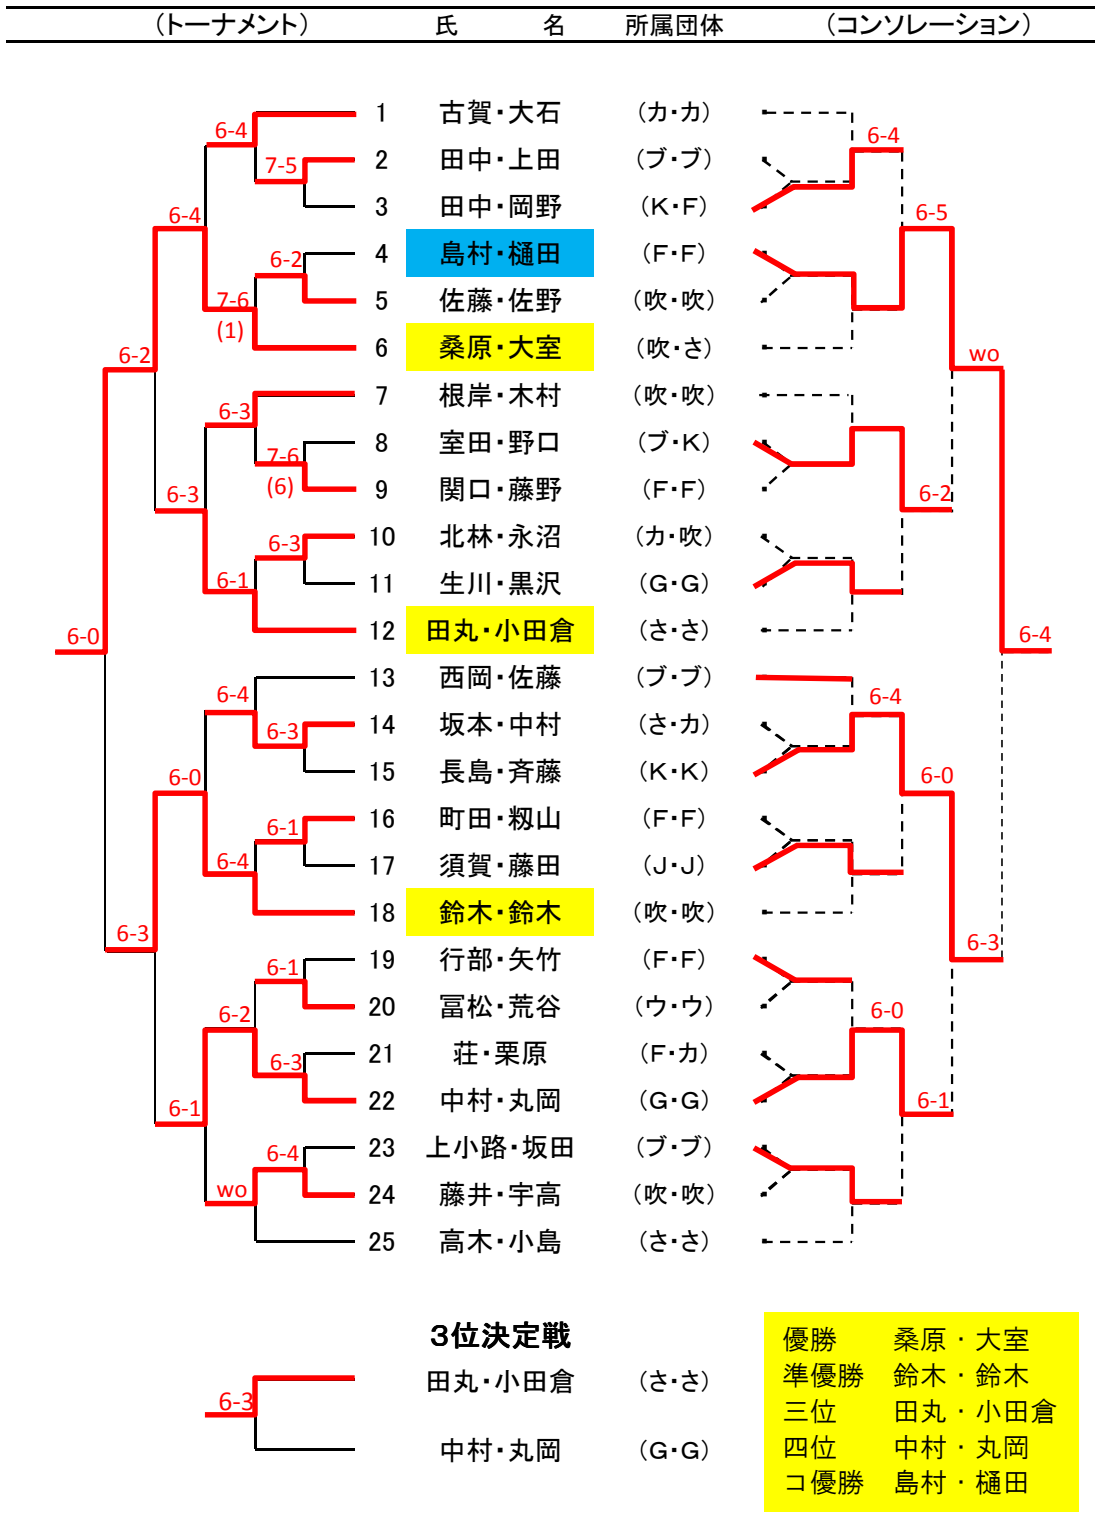 （トーナメント） 氏 名 所属団体 （コンソレーション）
1 古賀・大石 （カ・カ）
6-4 6-4
7-5 2 田中・上田 （ブ・ブ）
3 田中・岡野 （K・F）
6-4 6-5
6-2 4 島村・樋田 （F・F）
7-6 5 佐藤・佐野 （吹・吹）
(1)
6-2 6 桑原・大室 （吹・さ） wo
7 根岸・木村 （吹・吹）
6-3
7-6 8 室田・野口 （ブ・K）
6-3 (6) 9 関口・藤野 （F・F） 6-2
6-3 10 北林・永沼 （カ・吹）
6-1 11 生川・黒沢 （G・G）
6-0 12 田丸・小田倉 （さ・さ） 6-4
13 西岡・佐藤 （ブ・ブ）
6-4 6-4
6-3 14 坂本・中村 （さ・カ）
6-0 15 長島・斉藤 （K・K） 6-0
6-1 16 町田・籾山 （F・F）
6-4 17 須賀・藤田 （J・J）
18 鈴木・鈴木 （吹・吹）
6-3 6-3
6-1 19 行部・矢竹 （F・F）
6-2 20 冨松・荒谷 （ウ・ウ） 6-0
6-3 21 荘・栗原 （F・カ）
6-1 22 中村・丸岡 （G・G） 6-1
6-4 23 上小路・坂田 （ブ・ブ）
wo 24 藤井・宇高 （吹・吹）
25 高木・小島 （さ・さ）
３位決定戦
田丸・小田倉 （さ・さ）
6-3
中村・丸岡 （G・G）
優勝 桑原・大室
準優勝 鈴木・鈴木
三位 田丸・小田倉
四位 中村・丸岡
コ優勝 島村・樋田